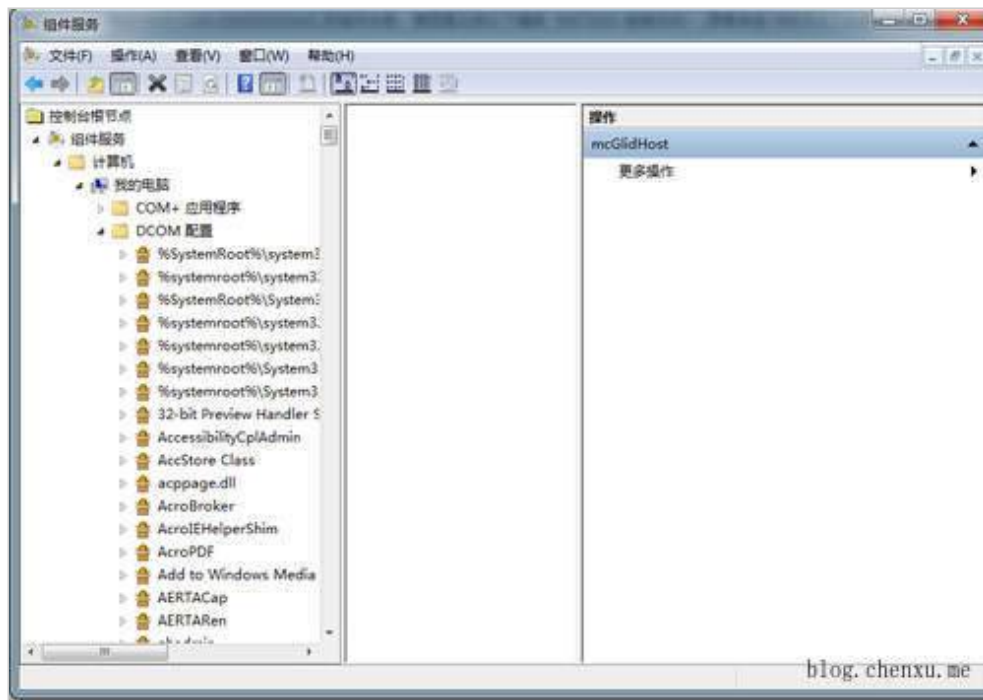 组件服务
文件(F) 操作(A) 查看(V) 窗口(W) 帮助(H)
控制台根节点
组件服务
计算机
我的电脑
COM+ 应用程序
DCOM 配置
%SystemRoot%\system3
%systemroot%\system3.
%SystemRoot%\System3
%systemroot%\system3.
%systemroot%\system3.
%systemroot%\System3
%systemroot%\System3
32-bit Preview Handler S
AccessibilityCplAdmin
AccStore Class
acppage.dll
AcroBroker
AcroIEHelperShim
AcroPDF
Add to Windows Media
AERTACap
AERTARen
操作
mcGlidHost
更多操作
blog.chenxu.me